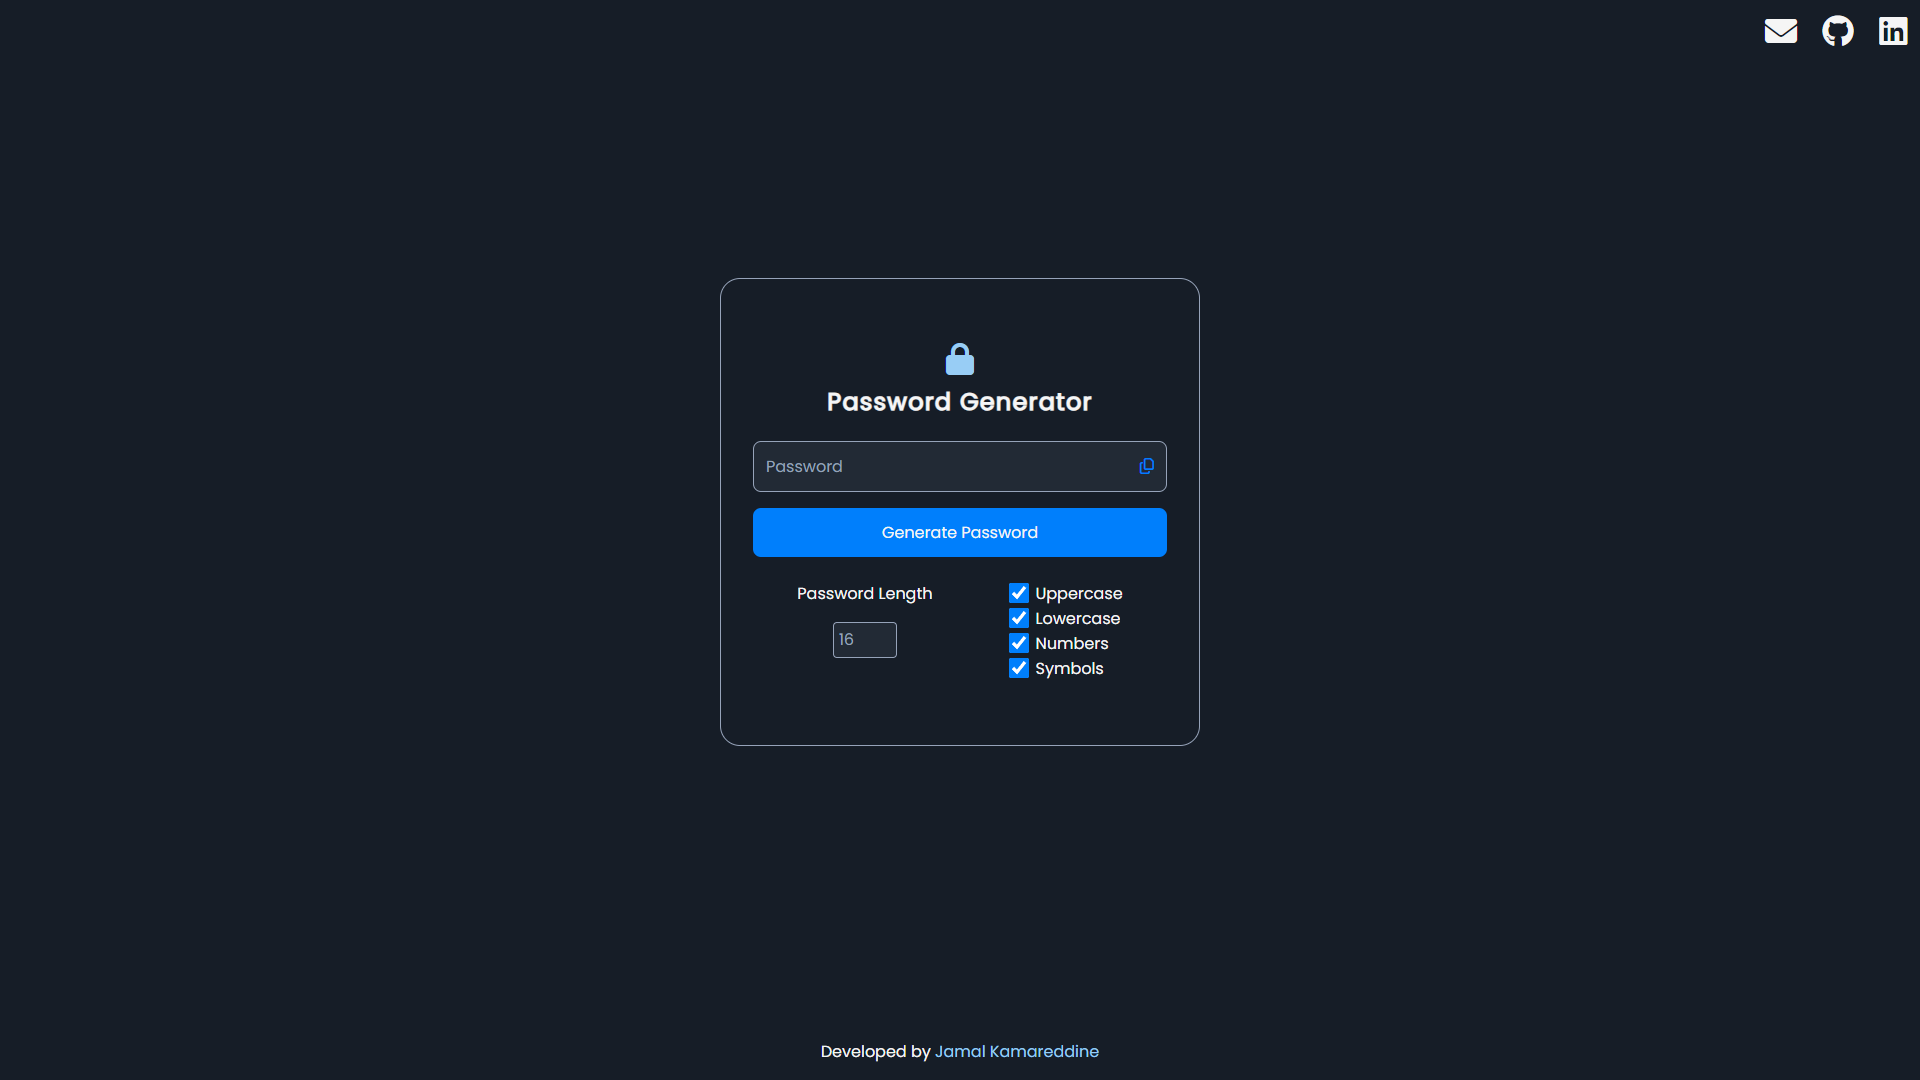 Password Generator
Password
Generate Password
Password Length
16
Uppercase
Lowercase
Numbers
Symbols
Developed by Jamal Kamareddine